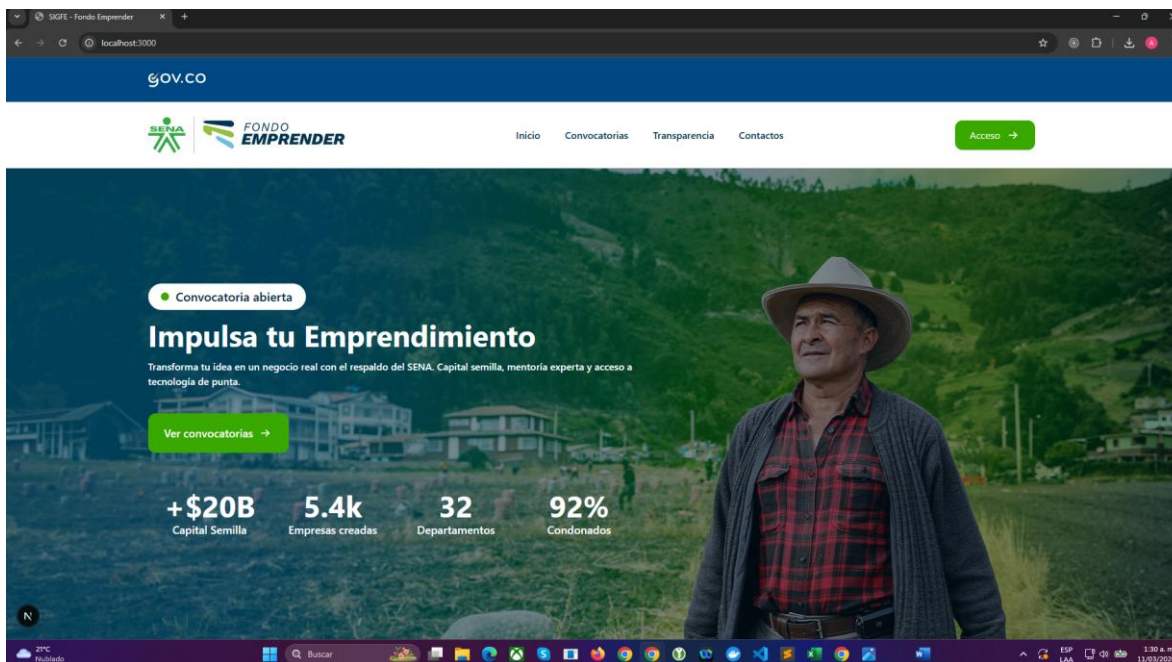 SIGFE - Fondo Emprender
localhost:3000
GOV.CO
SENA
FONDO
EMPRENDER
Inicio Convocatorias Transparencia Contactos
Acceso →
Convocatoria abierta
Impulsa tu Emprendimiento
Transforma tu idea en un negocio real con el respaldo del SENA. Capital semilla, mentoría experta y acceso a
tecnología de punta.
Ver convocatorias →
+$20B 5.4k 32 92%
Capital Semilla Empresas creadas Departamentos Condonados
N
21°C
Nublado
Buscar
ESP
LAA
1:30 a.